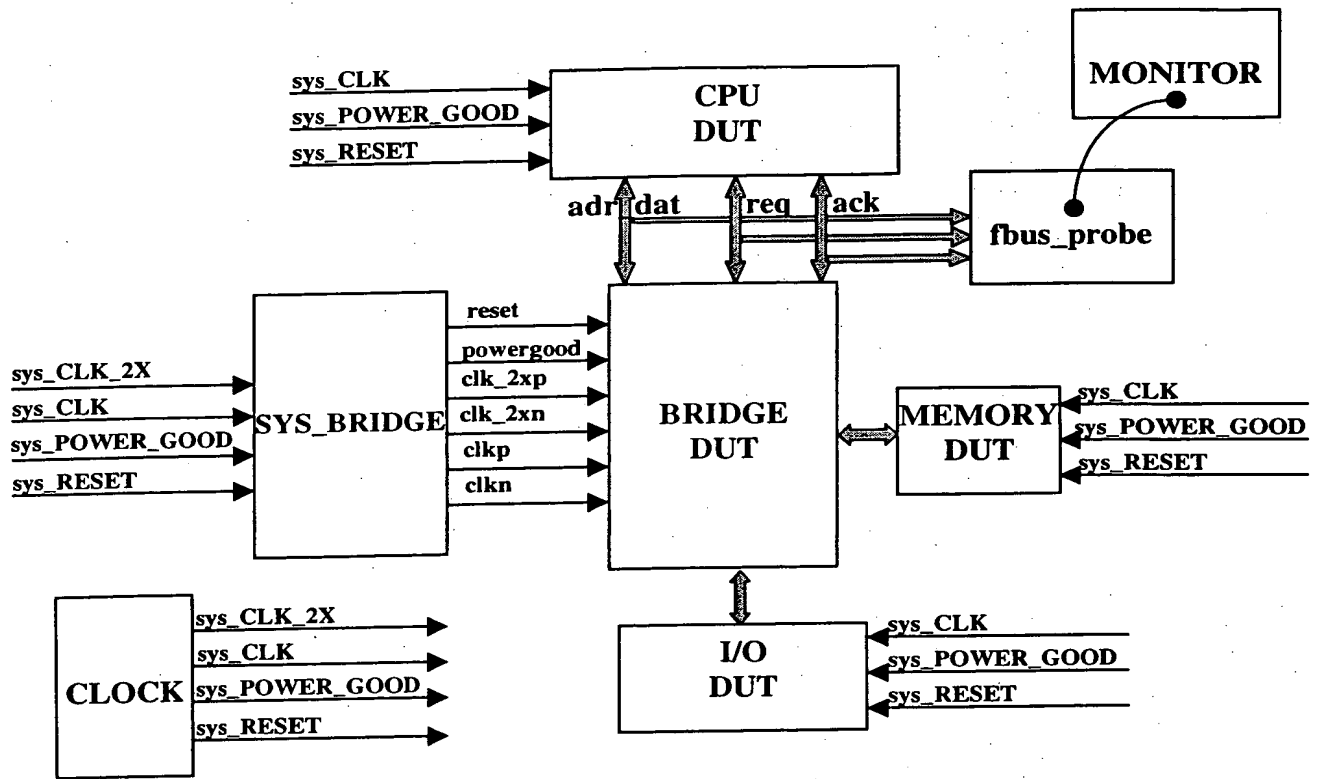 MONITOR
sys_CLK
sys_POWER_GOOD
sys_RESET
CPU
DUT
adr dat
req
ack
fbus_probe
sys_CLK_2X
sys_CLK
sys_POWER_GOOD
sys_RESET
SYS_BRIDGE
reset
powergood
clk_2xp
clk_2xn
clkp
clkn
BRIDGE
DUT
MEMORY
DUT
sys_CLK
sys_POWER_GOOD
sys_RESET
CLOCK
sys_CLK_2X
sys_CLK
sys_POWER_GOOD
sys_RESET
I/O
DUT
sys_CLK
sys_POWER_GOOD
sys_RESET